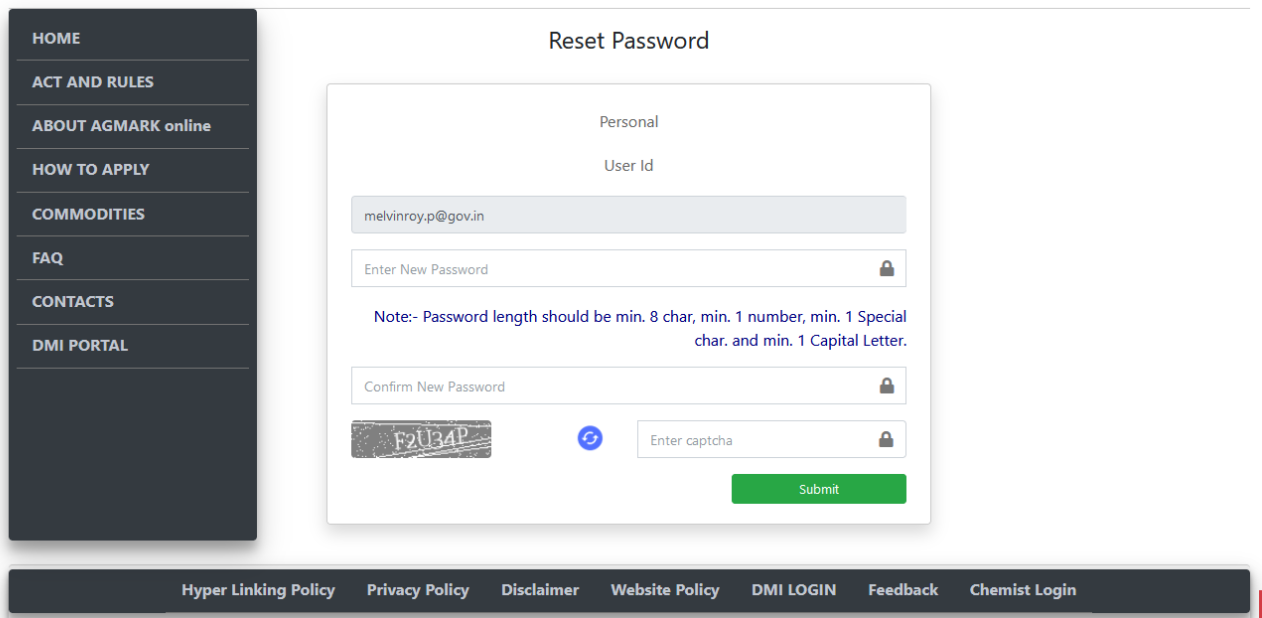 HOME
ACT AND RULES
ABOUT AGMARK online
HOW TO APPLY
COMMODITIES
FAQ
CONTACTS
DMI PORTAL
Reset Password
Personal
User Id
melvinroy.p@gov.in
Enter New Password
Note:- Password length should be min. 8 char, min. 1 number, min. 1 Special
char. and min. 1 Capital Letter.
Confirm New Password
F2U34P
Enter captcha
Submit
Hyper Linking Policy Privacy Policy Disclaimer Website Policy DMI LOGIN Feedback Chemist Login